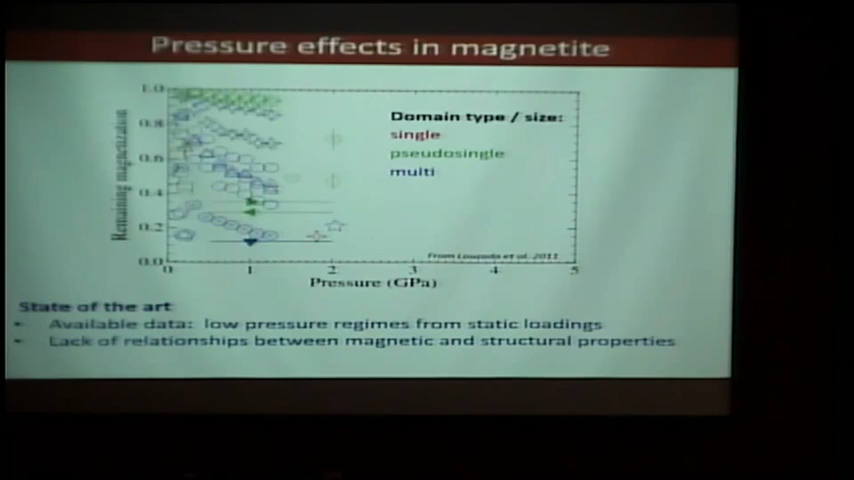 Pressure effects in magnetite
1.0
0.8
0.6
0.4
0.2
0.0
Remaining magnetization
0
1
2
3
4
5
Pressure (GPa)
Domain type / size:
single
pseudosingle
multi
From Louzada et al. 2011
State of the art
• Available data: low pressure regimes from static loadings
• Lack of relationships between magnetic and structural properties